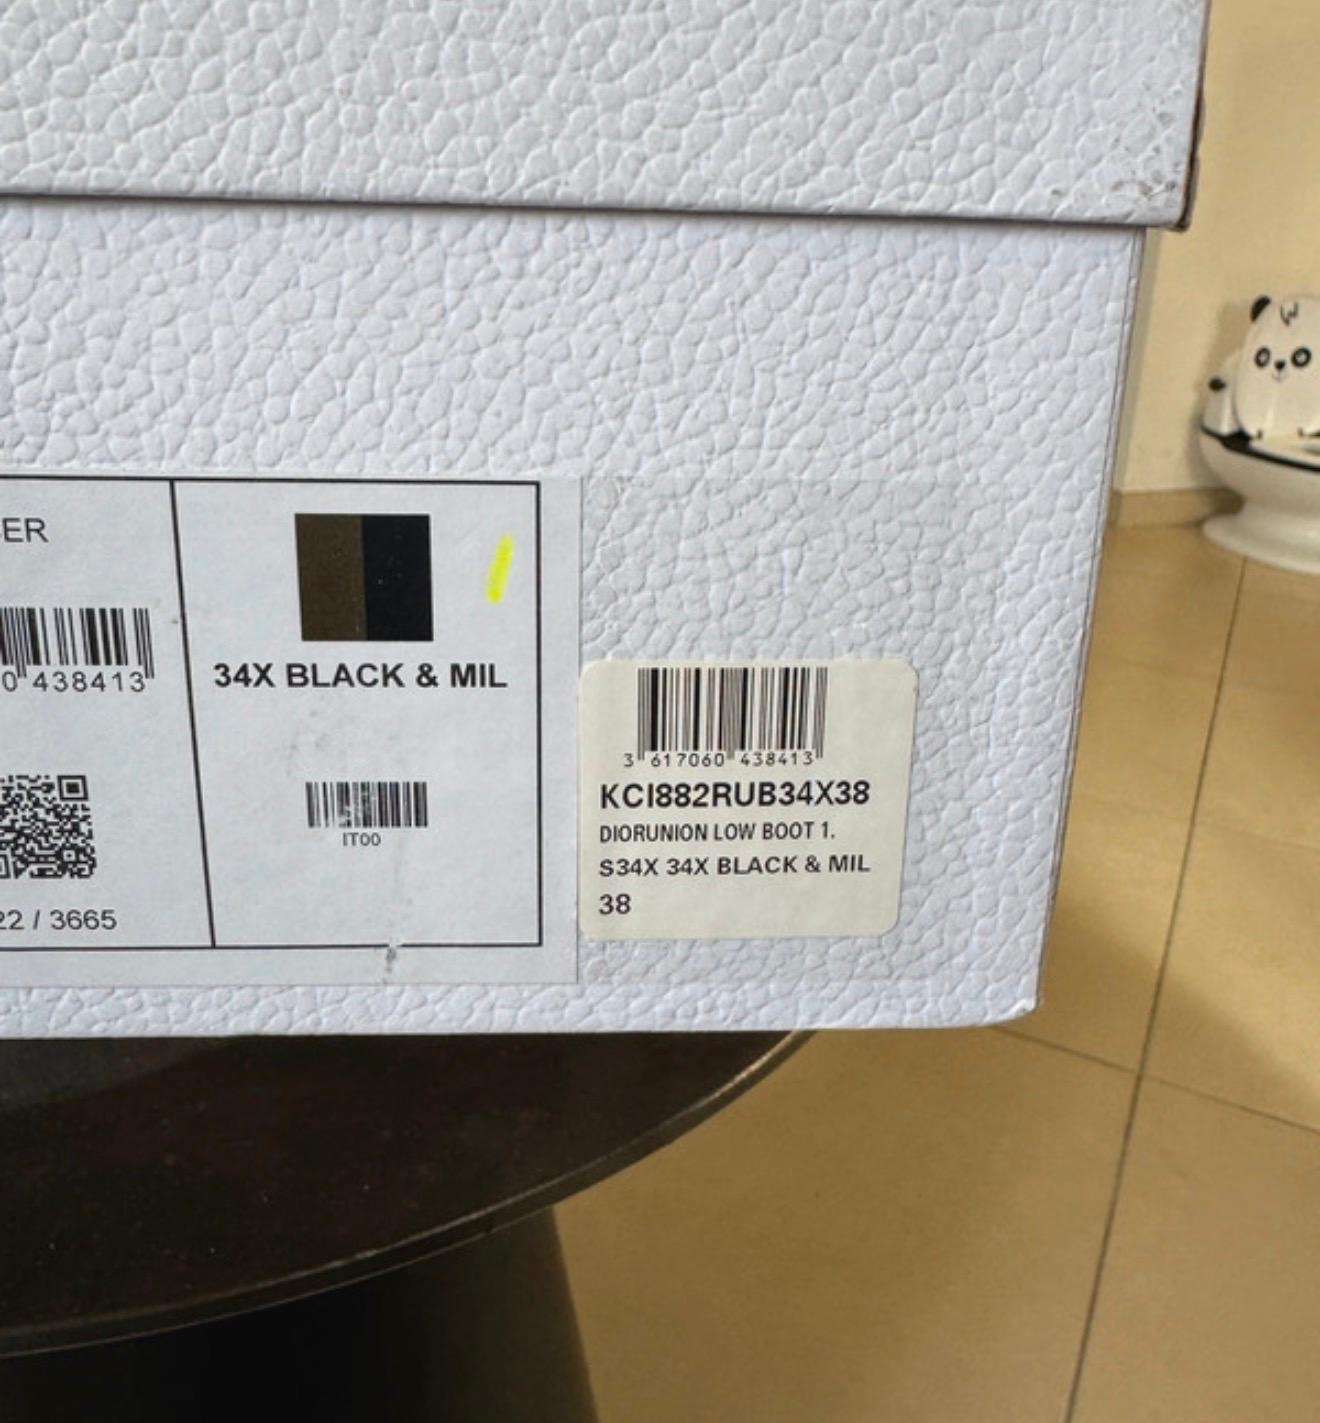 ER
0 438413
22 / 3665
34X BLACK & MIL
IT00
3 617060 438413
KCI882RUB34X38
DIORUNION LOW BOOT 1.
S34X 34X BLACK & MIL
38